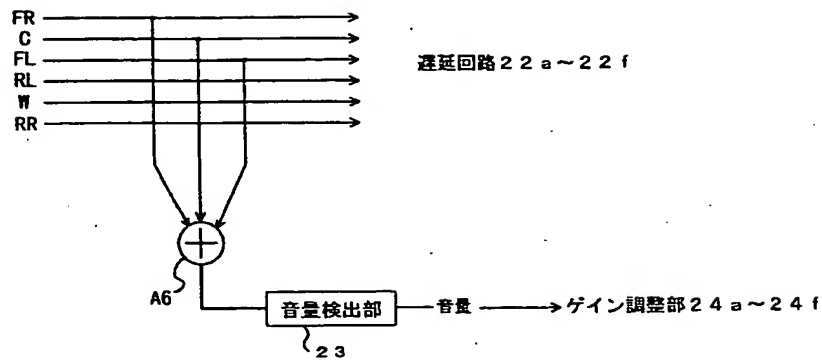 FR
C
FL
遅延回路22a~22f
RL
W
RR
A6
音量検出部
音量
ゲイン調整部24a~24f
23